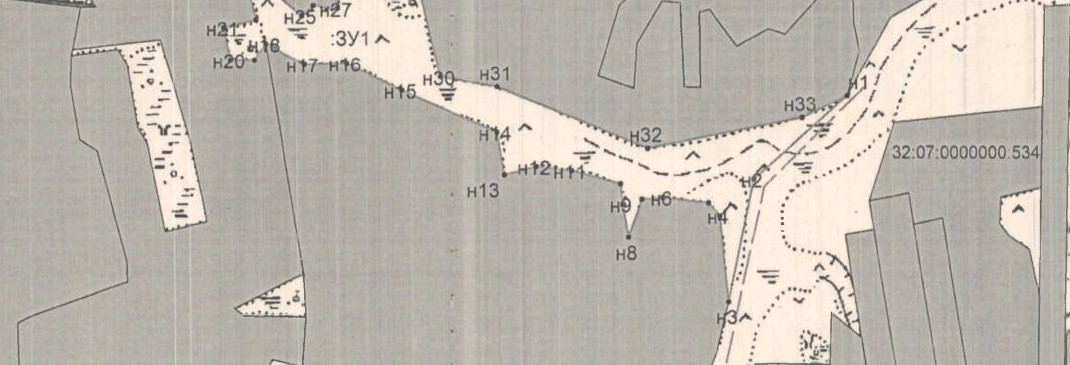 н21
н25
н27
:ЗУ1
н18
н20
н17
н16
н15
н30
н31
н14
н13
н12
н11
н32
н33
н1
32:07:0000000:534
н2
н9
н6
н4
н8
н3